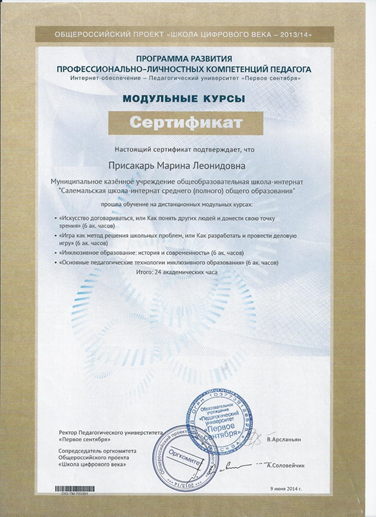 ОБЩЕРОССИЙСКИЙ ПРОЕКТ «ШКОЛА ЦИФРОВОГО ВЕКА – 2013/14»
ПРОГРАММА РАЗВИТИЯ
ПРОФЕССИОНАЛЬНО-ЛИЧНОСТНЫХ КОМПЕТЕНЦИЙ ПЕДАГОГА
Интернет-обеспечение – Педагогический университет «Первое сентября»
МОДУЛЬНЫЕ КУРСЫ
Сертификат
Настоящий сертификат подтверждает, что
Присакарь Марина Леонидовна
Муниципальное казённое учреждение общеобразовательная школа-интернат
"Салемальская школа-интернат среднего (полного) общего образования"
прошла обучение на дистанционных модульных курсах:
• «Искусство договариваться, или Как понять других людей и донести свою точку
зрения» (6 ак. часов)
• «Игра как метод решения школьных проблем, или Как разработать и провести деловую
игру» (6 ак. часов)
• «Инклюзивное образование: история и современность» (6 ак. часов)
• «Основные педагогические технологии инклюзивного образования» (6 ак. часов)
Итого: 24 академических часа
Ректор Педагогического университета
«Первое сентября»
В.Арсланьян
Образовательное
учреждение
«Педагогический
университет
«Первое
сентября»
Сопредседатель оргкомитета
Общероссийского проекта
«Школа цифрового века»
Оргкомитет
А.Соловейчик
9 июня 2014 г.